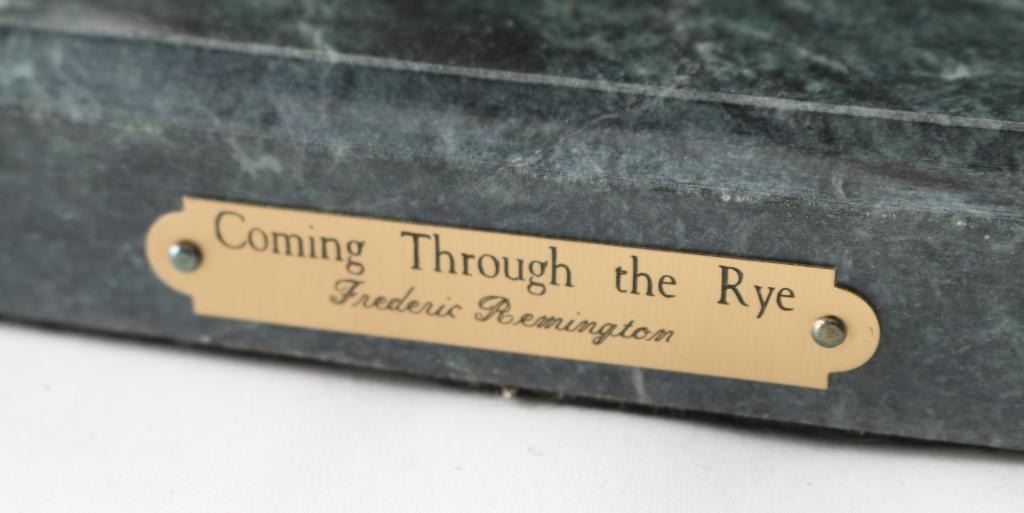 Coming Through the Rye
Frederic Remington